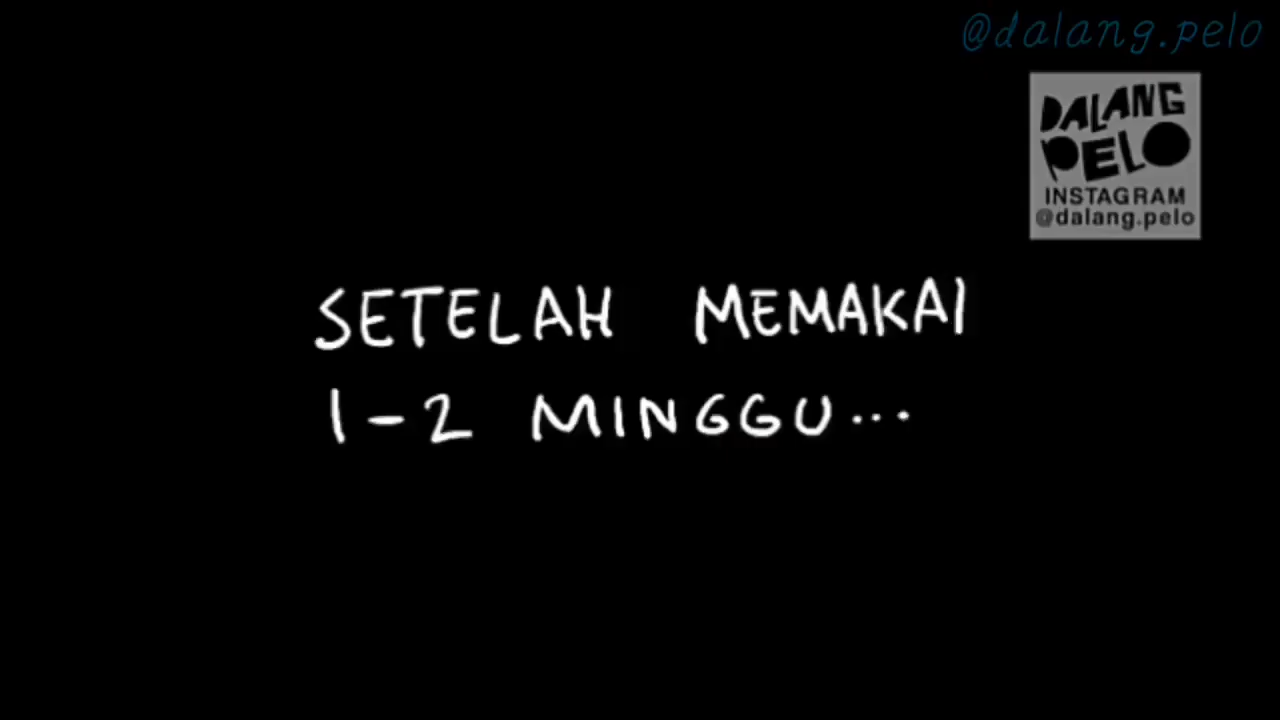 @dalang.pelo
DALANG
PELO
INSTAGRAM
@dalang.pelo
SETELAH MEMAKAI
1-2 MINGGU...